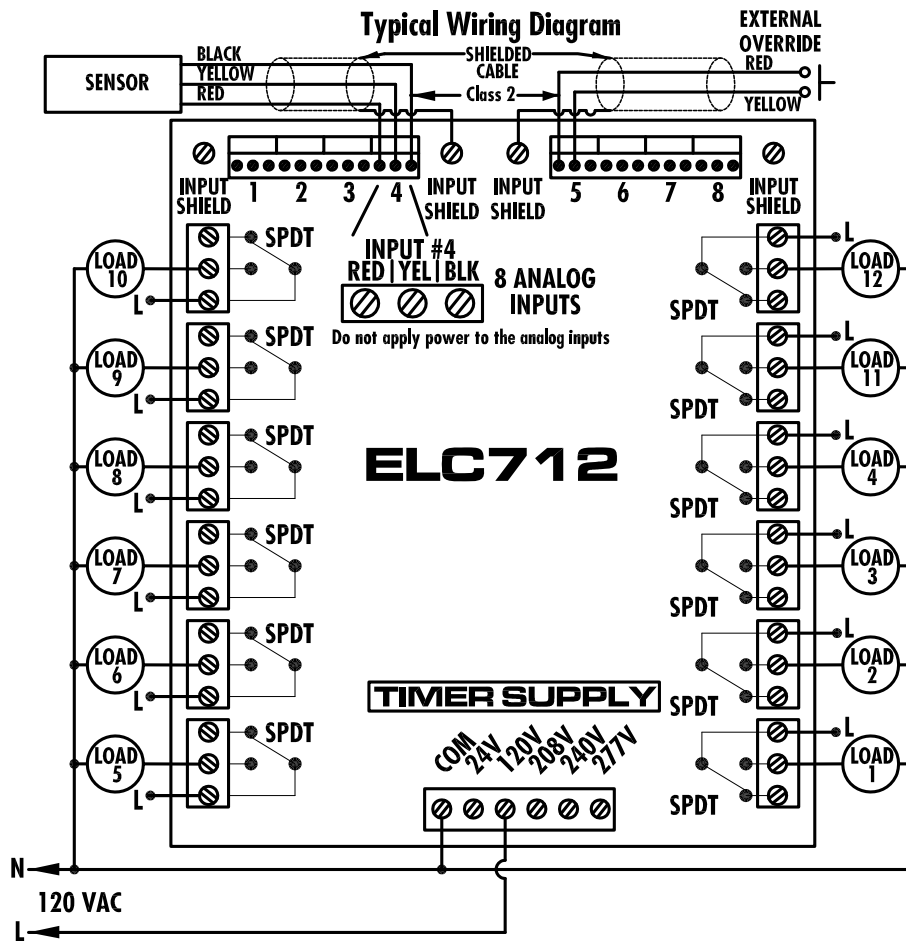 Typical Wiring Diagram
EXTERNAL
OVERRIDE
SENSOR
BLACK
YELLOW
RED
SHIELDED
CABLE
Class 2
RED
YELLOW
1 2 3 4
5 6 7 8
INPUT
SHIELD
INPUT
SHIELD
INPUT
SHIELD
INPUT
SHIELD
INPUT #4
RED | YEL | BLK
8 ANALOG
INPUTS
Do not apply power to the analog inputs
LOAD
10
L
SPDT
LOAD
9
L
SPDT
LOAD
8
L
SPDT
LOAD
7
L
SPDT
LOAD
6
L
SPDT
LOAD
5
L
SPDT
ELC712
L
LOAD
12
SPDT
L
LOAD
11
SPDT
L
LOAD
4
SPDT
L
LOAD
3
SPDT
L
LOAD
2
SPDT
L
LOAD
1
SPDT
TIMER SUPPLY
COM 24V 120V 208V 240V 277V
N
120 VAC
L